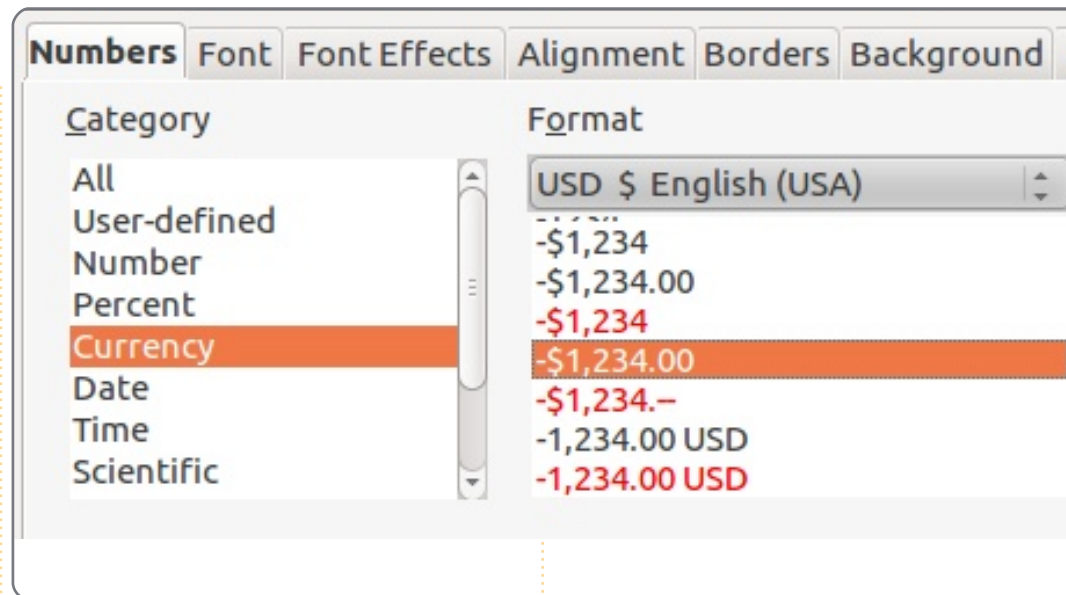 Numbers Font Font Effects Alignment Borders Background
Category
All
User-defined
Number
Percent
Currency
Date
Time
Scientific
Format
USD $ English (USA)
-$1,234
-$1,234.00
-$1,234
-$1,234.00
-$1,234.--
-1,234.00 USD
-1,234.00 USD